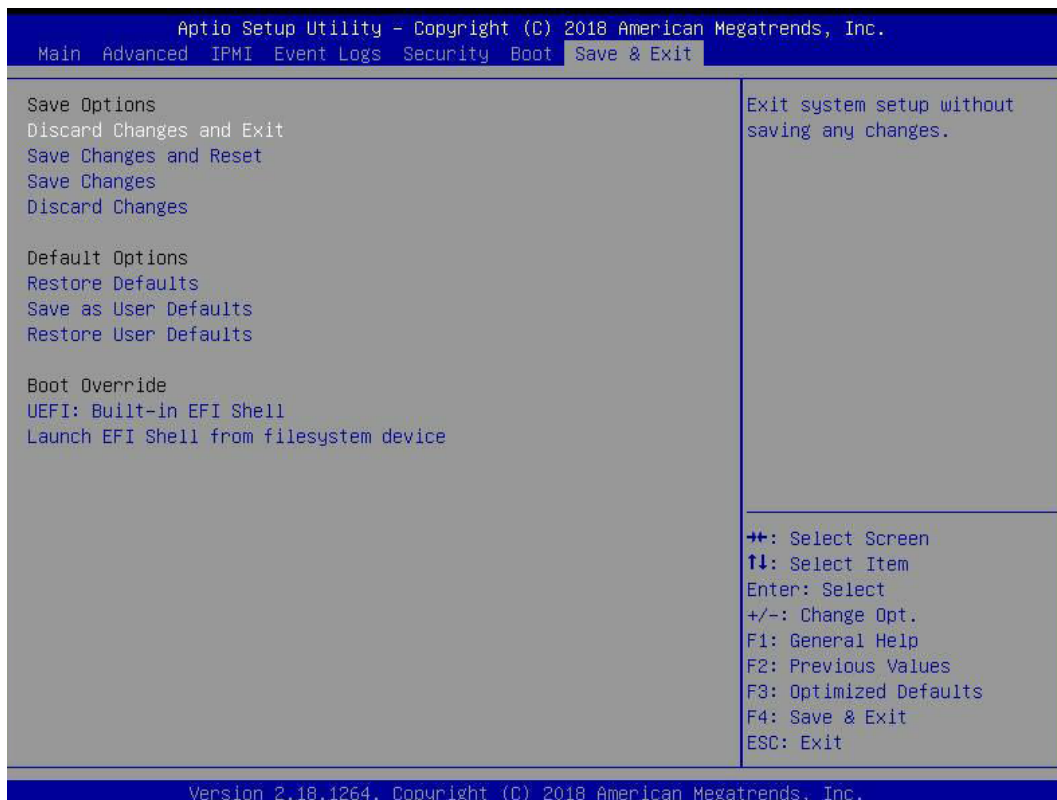 Aptio Setup Utility – Copyright (C) 2018 American Megatrends, Inc.
Main Advanced IPMI Event Logs Security Boot Save & Exit
Save Options
Discard Changes and Exit
Save Changes and Reset
Save Changes
Discard Changes
Default Options
Restore Defaults
Save as User Defaults
Restore User Defaults
Boot Override
UEFI: Built-in EFI Shell
Launch EFI Shell from filesystem device
Exit system setup without
saving any changes.
→←: Select Screen
↑↓: Select Item
Enter: Select
+/-: Change Opt.
F1: General Help
F2: Previous Values
F3: Optimized Defaults
F4: Save & Exit
ESC: Exit
Version 2.18.1264. Copyright (C) 2018 American Megatrends, Inc.